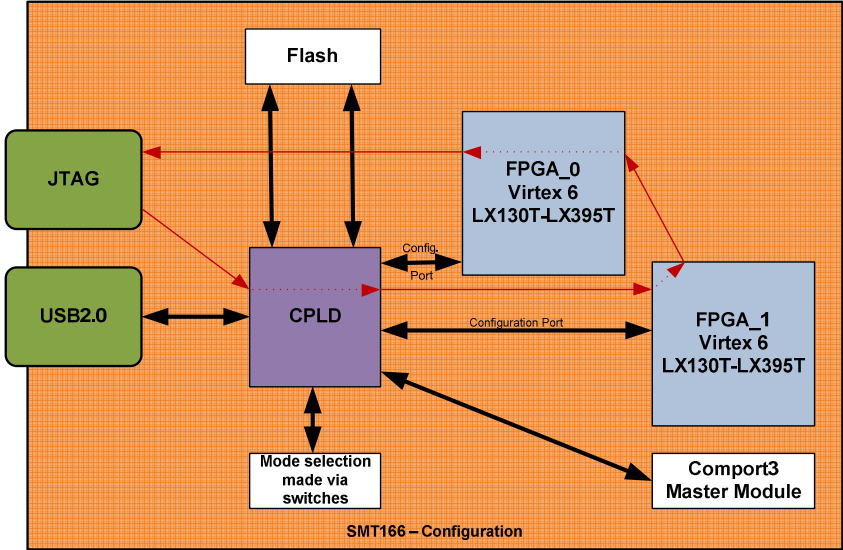 Flash
JTAG
FPGA_0
Virtex 6
LX130T-LX395T
Config.
Port
USB2.0
CPLD
Configuration Port
FPGA_1
Virtex 6
LX130T-LX395T
Mode selection
made via
switches
Comport3
Master Module
SMT166 – Configuration